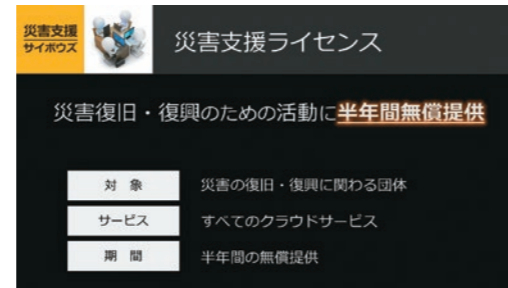 災害支援
サイボウズ
災害支援ライセンス
災害復旧・復興のための活動に半年間無償提供
対 象
災害の復旧・復興に関わる団体
サービス
すべてのクラウドサービス
期 間
半年間の無償提供